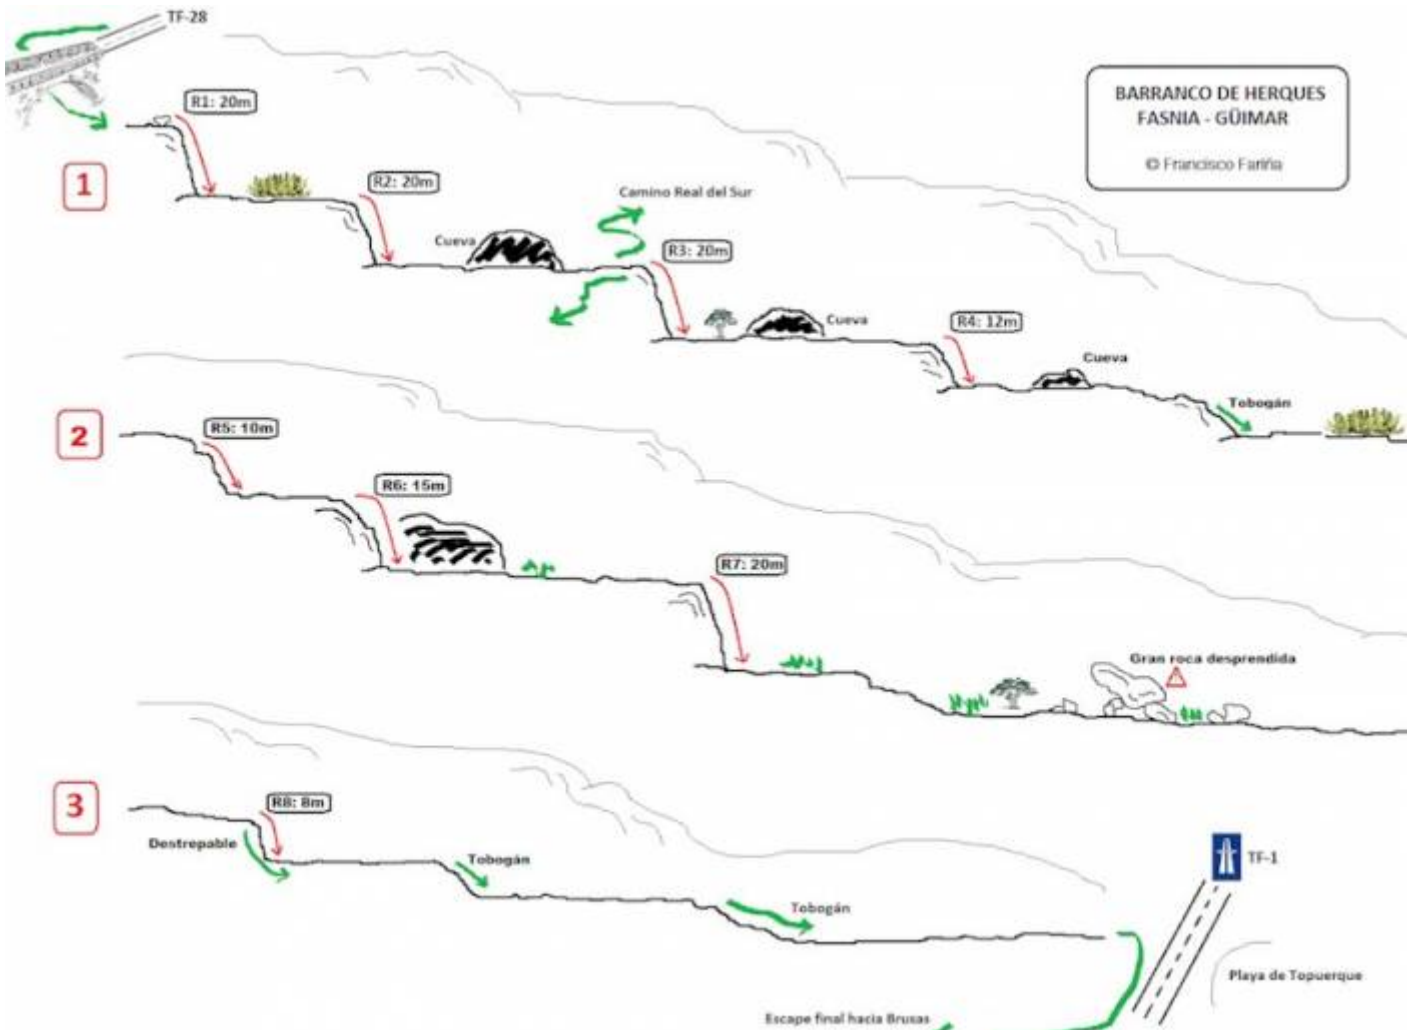 TF-28
BARRANCO DE HERQUES
FASNIA - GÜIMAR
© Francisco Fariña
R1: 20m
1
R2: 20m
Camino Real del Sur
Cueva
R3: 20m
Cueva
R4: 12m
Cueva
Tobogán
2
R5: 10m
R6: 15m
R7: 20m
Gran roca desprendida
3
R8: 8m
Destrepable
Tobogán
Tobogán
TF-1
Playa de Topuerque
Escape final hacia Brusas